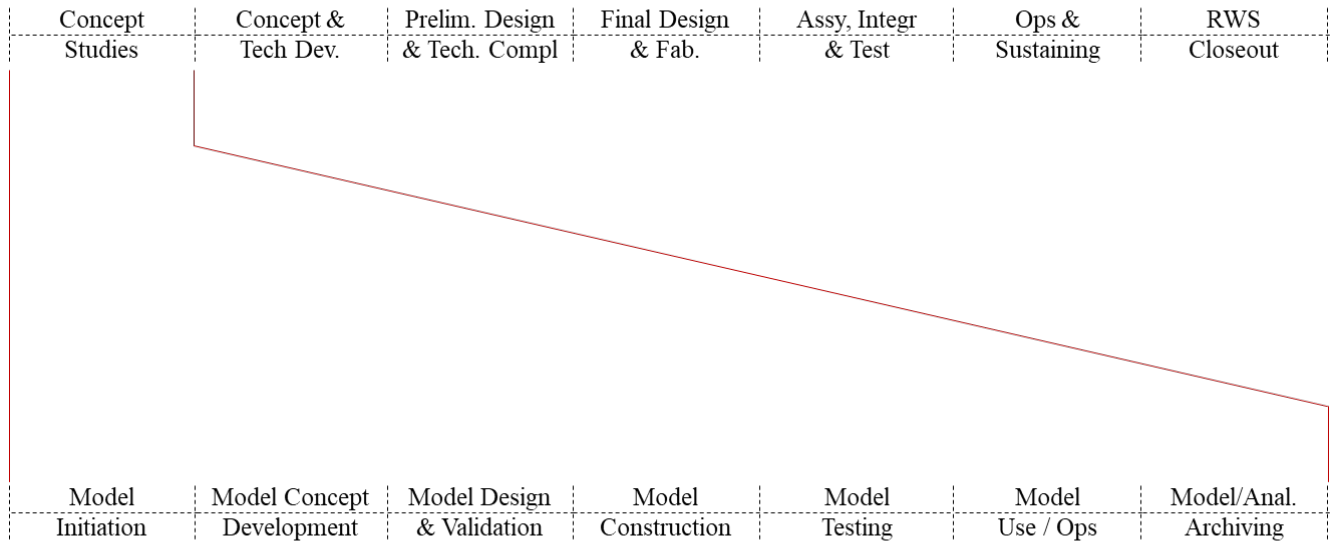 Concept Concept & Prelim. Design Final Design Assy, Integr Ops & RWS
Studies Tech Dev. & Tech. Compl & Fab. & Test Sustaining Closeout
Model Model Concept Model Design Model Model Model Model/Anal.
Initiation Development & Validation Construction Testing Use / Ops Archiving